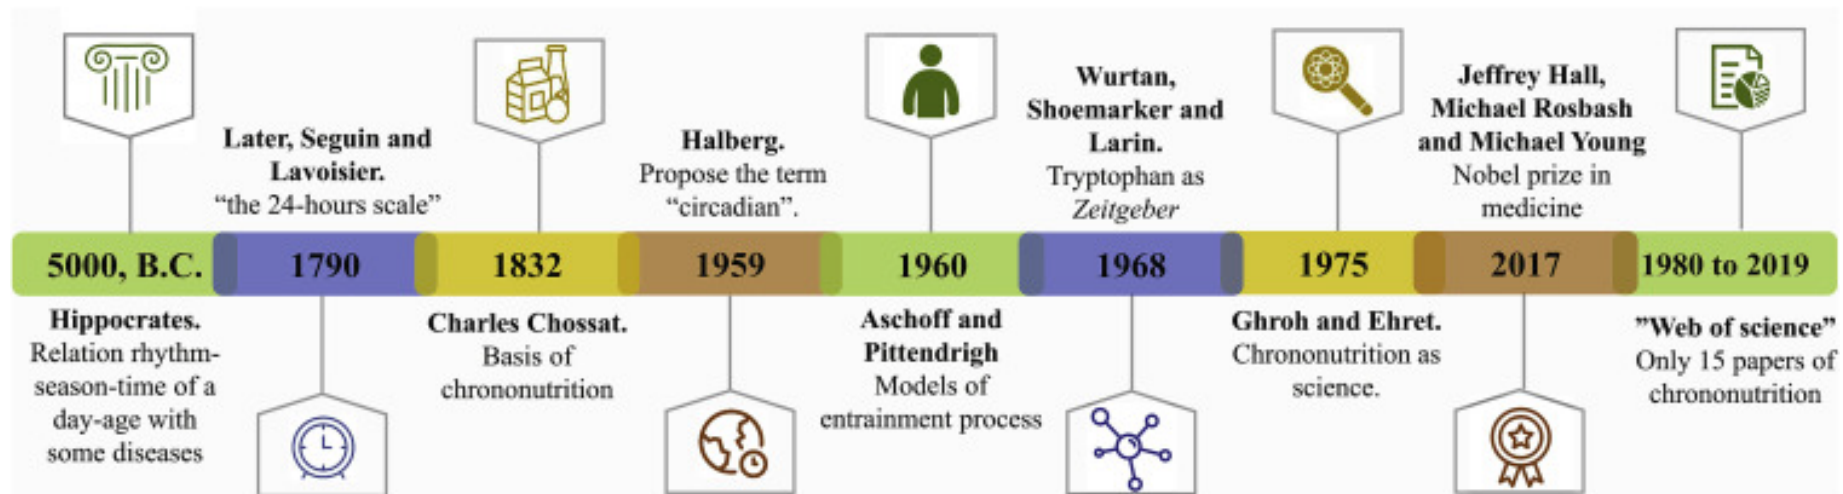 5000, B.C.
Hippocrates.
Relation rhythm-
season-time of a
day-age with
some diseases
Later, Seguin and
Lavoisier.
“the 24-hours scale”
1790
1832
Charles Chossat.
Basis of
chrononutrition
Halberg.
Propose the term
“circadian”.
1959
1960
Aschoff and
Pittendrigh
Models of
entrainment process
Wurtan,
Shoemarker and
Larin.
Tryptophan as
Zeitgeber
1968
1975
Ghroh and Ehret.
Chrononutrition as
science.
Jeffrey Hall,
Michael Rosbash
and Michael Young
Nobel prize in
medicine
2017
1980 to 2019
”Web of science”
Only 15 papers of
chrononutrition